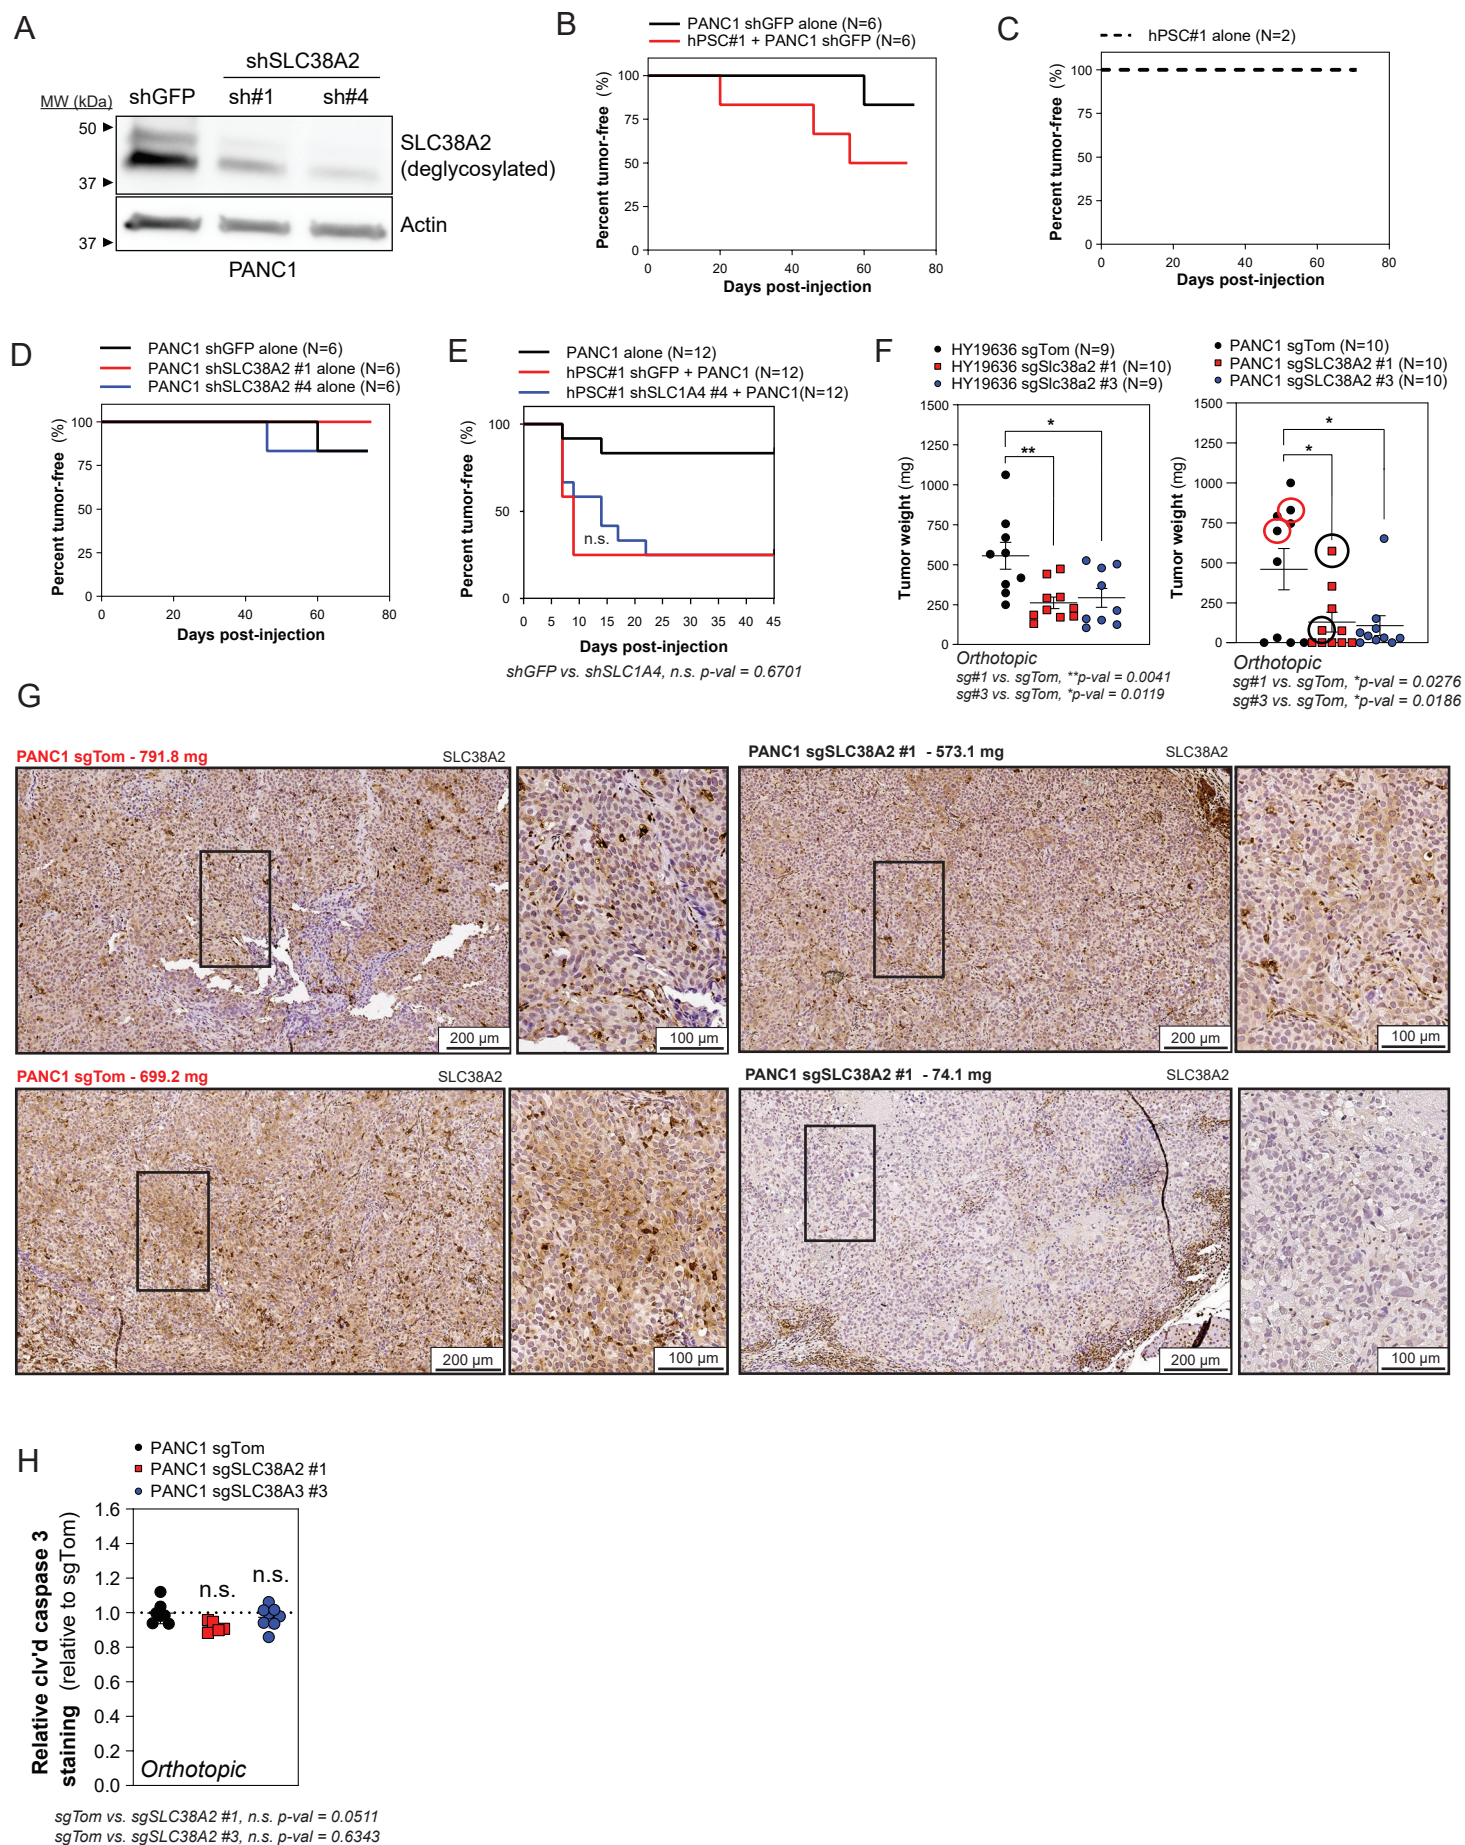 A
shSLC38A2
MW (kDa)
shGFP
sh#1
sh#4
50
37
SLC38A2
(deglycosylated)
37
Actin
PANC1
B
PANC1 shGFP alone (N=6)
hPSC#1 + PANC1 shGFP (N=6)
Percent tumor-free (%)
100
75
50
25
0
0 20 40 60 80
Days post-injection
C
hPSC#1 alone (N=2)
Percent tumor-free (%)
100
75
50
25
0
0 20 40 60 80
Days post-injection
D
PANC1 shGFP alone (N=6)
PANC1 shSLC38A2 #1 alone (N=6)
PANC1 shSLC38A2 #4 alone (N=6)
Percent tumor-free (%)
100
75
50
25
0
0 20 40 60 80
Days post-injection
E
PANC1 alone (N=12)
hPSC#1 shGFP + PANC1 (N=12)
hPSC#1 shSLC1A4 #4 + PANC1(N=12)
Percent tumor-free (%)
100
50
0
n.s.
0 5 10 15 20 25 30 35 40 45
Days post-injection
shGFP vs. shSLC1A4, n.s. p-val = 0.6701
F
HY19636 sgTom (N=9)
HY19636 sgSlc38a2 #1 (N=10)
HY19636 sgSlc38a2 #3 (N=9)
Tumor weight (mg)
1500
1250
1000
750
500
250
0
*
**
Orthotopic
sg#1 vs. sgTom, **p-val = 0.0041
sg#3 vs. sgTom, *p-val = 0.0119
PANC1 sgTom (N=10)
PANC1 sgSLC38A2 #1 (N=10)
PANC1 sgSLC38A2 #3 (N=10)
Tumor weight (mg)
1500
1250
1000
750
500
250
0
*
*
Orthotopic
sg#1 vs. sgTom, *p-val = 0.0276
sg#3 vs. sgTom, *p-val = 0.0186
G
PANC1 sgTom - 791.8 mg
SLC38A2
200 µm
100 µm
PANC1 sgSLC38A2 #1 - 573.1 mg
SLC38A2
200 µm
100 µm
PANC1 sgTom - 699.2 mg
SLC38A2
200 µm
100 µm
PANC1 sgSLC38A2 #1 - 74.1 mg
SLC38A2
200 µm
100 µm
H
PANC1 sgTom
PANC1 sgSLC38A2 #1
PANC1 sgSLC38A3 #3
Relative clv'd caspase 3
staining (relative to sgTom)
1.6
1.4
1.2
1.0
0.8
0.6
0.4
0.2
0.0
n.s.
n.s.
Orthotopic
sgTom vs. sgSLC38A2 #1, n.s. p-val = 0.0511
sgTom vs. sgSLC38A2 #3, n.s. p-val = 0.6343